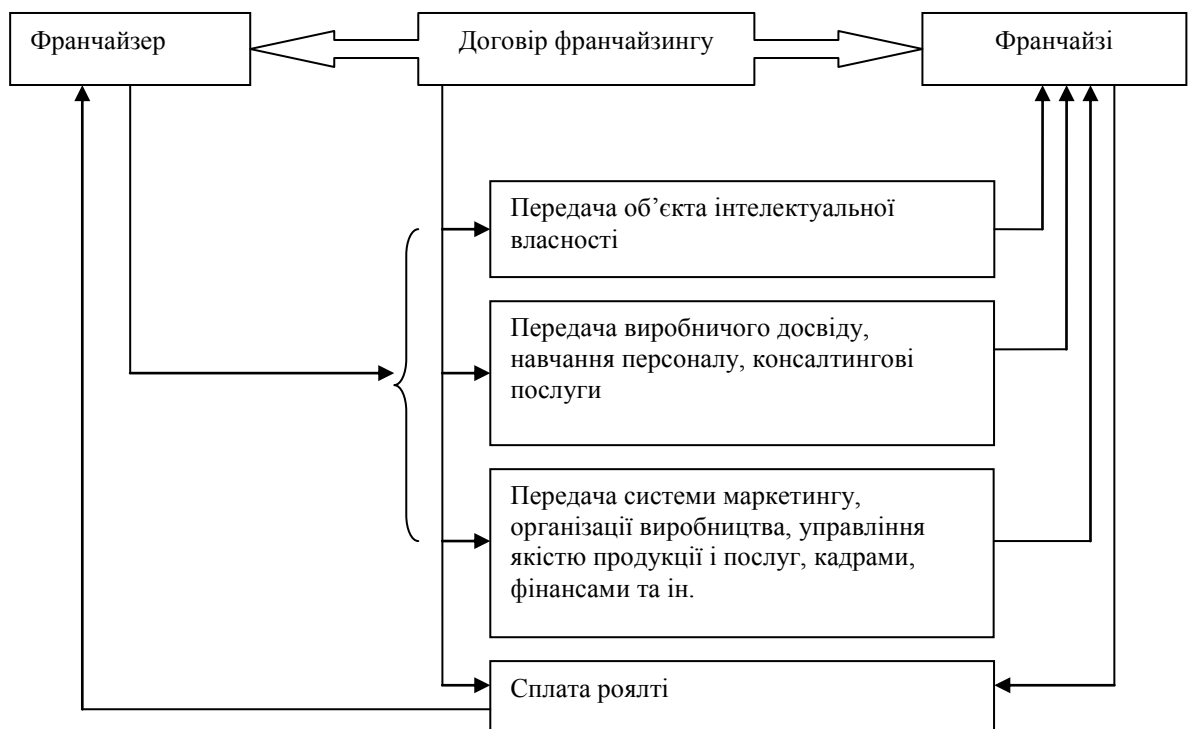 Франчайзер
Договір франчайзингу
Франчайзі
Передача об’єкта інтелектуальної
власності
Передача виробничого досвіду,
навчання персоналу, консалтингові
послуги
Передача системи маркетингу,
організації виробництва, управління
якістю продукції і послуг, кадрами,
фінансами та ін.
Сплата роялті